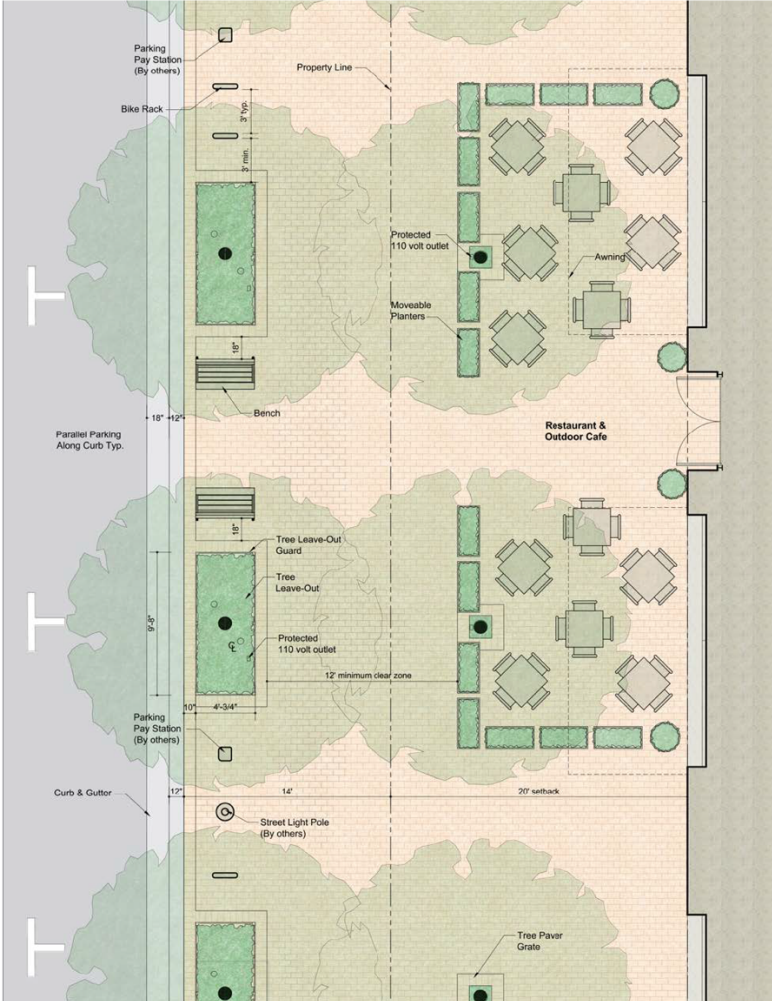 Parking
Pay Station
(By others)
Property Line
Bike Rack
3' typ.
3' min.
Protected
110 volt outlet
Awning
Moveable
Planters
18"
Bench
18"
12"
Parallel Parking
Along Curb Typ.
Restaurant &
Outdoor Cafe
18"
Tree Leave-Out
Guard
Tree
Leave-Out
9'-8"
Protected
110 volt outlet
12' minimum clear zone
10"
4'-3/4"
Parking
Pay Station
(By others)
Curb & Guttor
12"
14'
20' setback
Street Light Pole
(By others)
Tree Paver
Grate